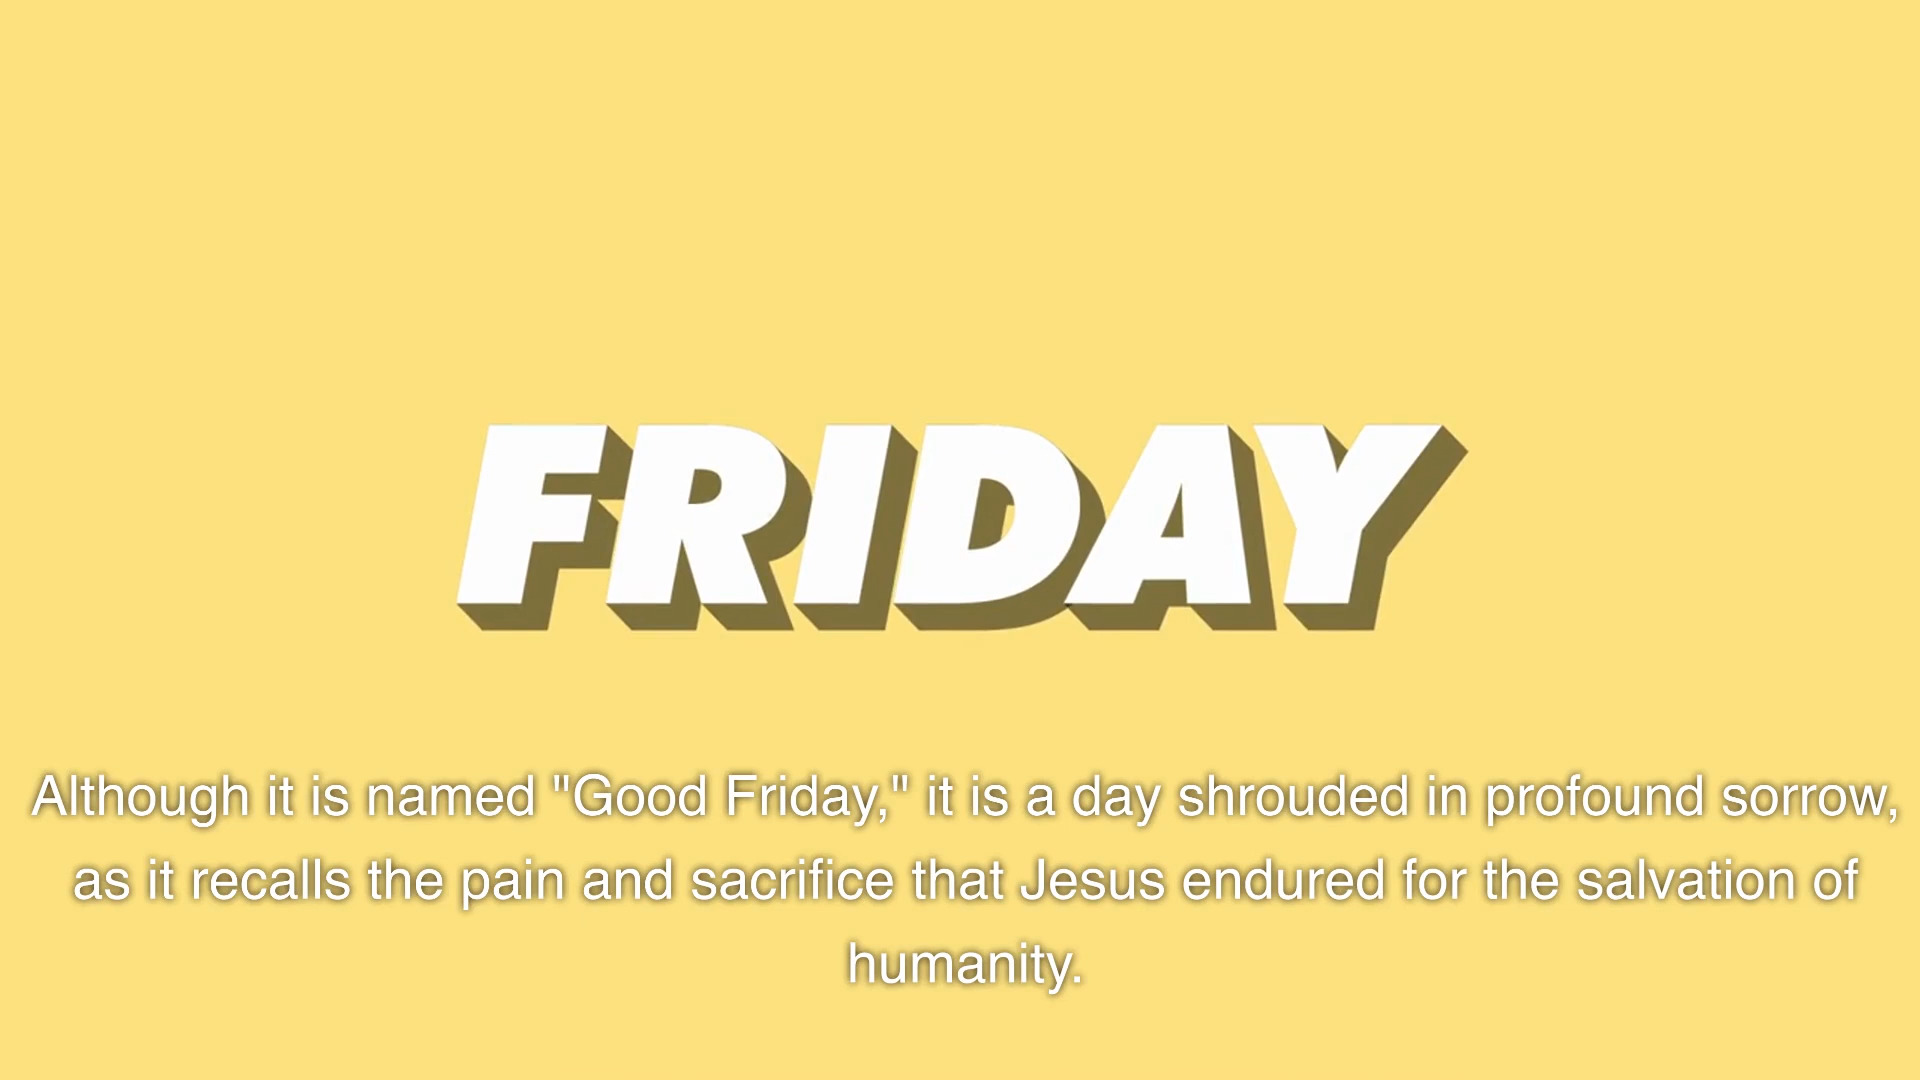 FRIDAY
Although it is named "Good Friday," it is a day shrouded in profound sorrow,
as it recalls the pain and sacrifice that Jesus endured for the salvation of
humanity.